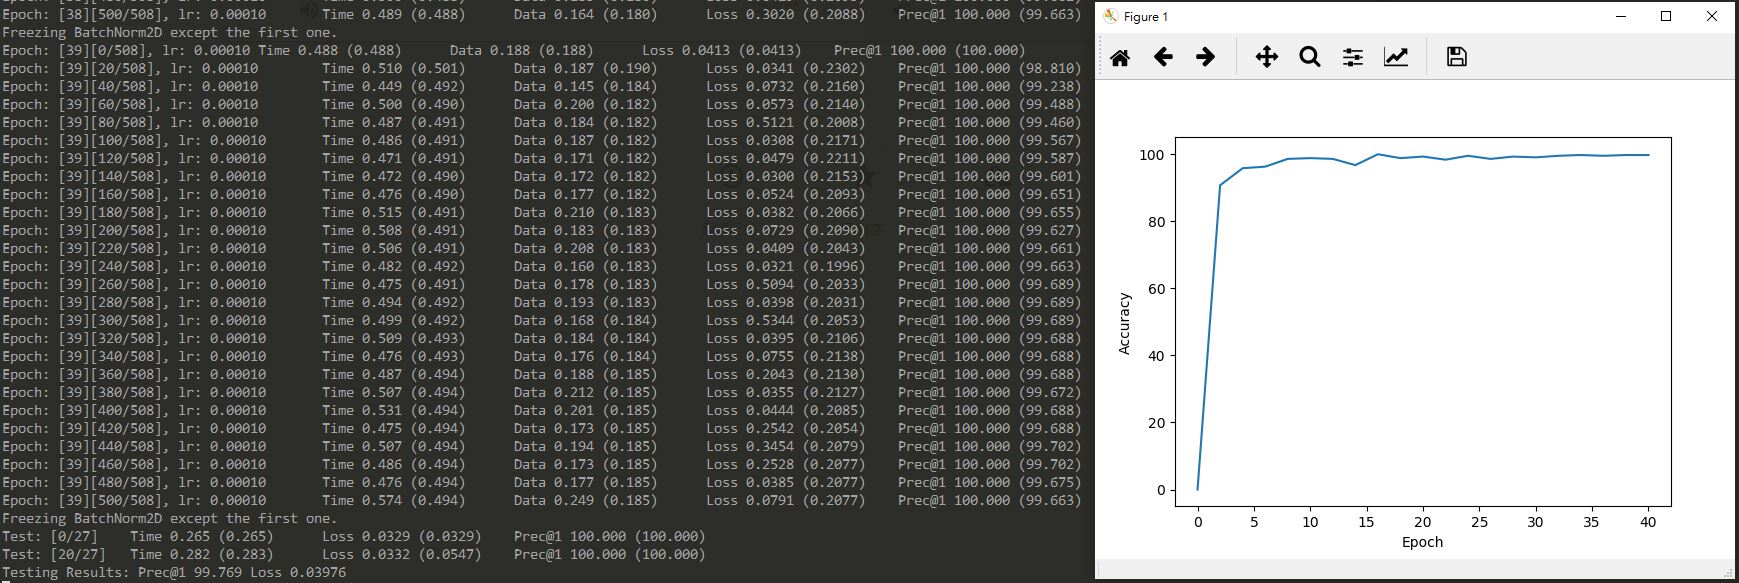 Epoch: [38][500/508], lr: 0.00010 Time 0.489 (0.488) Data 0.164 (0.180) Loss 0.3020 (0.2088) Prec@1 100.000 (99.663)
Freezing BatchNorm2D except the first one.
Epoch: [39][0/508], lr: 0.00010 Time 0.488 (0.488) Data 0.188 (0.188) Loss 0.0413 (0.0413) Prec@1 100.000 (100.000)
Epoch: [39][20/508], lr: 0.00010 Time 0.510 (0.501) Data 0.187 (0.190) Loss 0.0341 (0.2302) Prec@1 100.000 (98.810)
Epoch: [39][40/508], lr: 0.00010 Time 0.449 (0.492) Data 0.145 (0.184) Loss 0.0732 (0.2160) Prec@1 100.000 (99.238)
Epoch: [39][60/508], lr: 0.00010 Time 0.500 (0.490) Data 0.200 (0.182) Loss 0.0573 (0.2140) Prec@1 100.000 (99.488)
Epoch: [39][80/508], lr: 0.00010 Time 0.487 (0.491) Data 0.184 (0.182) Loss 0.5121 (0.2008) Prec@1 100.000 (99.460)
Epoch: [39][100/508], lr: 0.00010 Time 0.486 (0.491) Data 0.187 (0.182) Loss 0.0308 (0.2171) Prec@1 100.000 (99.567)
Epoch: [39][120/508], lr: 0.00010 Time 0.471 (0.491) Data 0.171 (0.182) Loss 0.0479 (0.2211) Prec@1 100.000 (99.587)
Epoch: [39][140/508], lr: 0.00010 Time 0.472 (0.490) Data 0.172 (0.182) Loss 0.0300 (0.2153) Prec@1 100.000 (99.601)
Epoch: [39][160/508], lr: 0.00010 Time 0.476 (0.490) Data 0.177 (0.182) Loss 0.0524 (0.2093) Prec@1 100.000 (99.651)
Epoch: [39][180/508], lr: 0.00010 Time 0.515 (0.491) Data 0.210 (0.183) Loss 0.0382 (0.2066) Prec@1 100.000 (99.655)
Epoch: [39][200/508], lr: 0.00010 Time 0.508 (0.491) Data 0.183 (0.183) Loss 0.0729 (0.2090) Prec@1 100.000 (99.627)
Epoch: [39][220/508], lr: 0.00010 Time 0.506 (0.491) Data 0.208 (0.183) Loss 0.0409 (0.2043) Prec@1 100.000 (99.661)
Epoch: [39][240/508], lr: 0.00010 Time 0.482 (0.492) Data 0.160 (0.183) Loss 0.0321 (0.1996) Prec@1 100.000 (99.663)
Epoch: [39][260/508], lr: 0.00010 Time 0.475 (0.491) Data 0.178 (0.183) Loss 0.5094 (0.2033) Prec@1 100.000 (99.689)
Epoch: [39][280/508], lr: 0.00010 Time 0.494 (0.492) Data 0.193 (0.183) Loss 0.0398 (0.2031) Prec@1 100.000 (99.689)
Epoch: [39][300/508], lr: 0.00010 Time 0.499 (0.492) Data 0.168 (0.184) Loss 0.5344 (0.2053) Prec@1 100.000 (99.689)
Epoch: [39][320/508], lr: 0.00010 Time 0.509 (0.493) Data 0.184 (0.184) Loss 0.0395 (0.2106) Prec@1 100.000 (99.688)
Epoch: [39][340/508], lr: 0.00010 Time 0.476 (0.493) Data 0.176 (0.184) Loss 0.0755 (0.2138) Prec@1 100.000 (99.688)
Epoch: [39][360/508], lr: 0.00010 Time 0.487 (0.494) Data 0.188 (0.185) Loss 0.2043 (0.2130) Prec@1 100.000 (99.688)
Epoch: [39][380/508], lr: 0.00010 Time 0.507 (0.494) Data 0.212 (0.185) Loss 0.0355 (0.2127) Prec@1 100.000 (99.672)
Epoch: [39][400/508], lr: 0.00010 Time 0.531 (0.494) Data 0.201 (0.185) Loss 0.0444 (0.2085) Prec@1 100.000 (99.688)
Epoch: [39][420/508], lr: 0.00010 Time 0.475 (0.494) Data 0.173 (0.185) Loss 0.2542 (0.2054) Prec@1 100.000 (99.688)
Epoch: [39][440/508], lr: 0.00010 Time 0.507 (0.494) Data 0.194 (0.185) Loss 0.3454 (0.2079) Prec@1 100.000 (99.702)
Epoch: [39][460/508], lr: 0.00010 Time 0.486 (0.494) Data 0.173 (0.185) Loss 0.2528 (0.2077) Prec@1 100.000 (99.702)
Epoch: [39][480/508], lr: 0.00010 Time 0.476 (0.494) Data 0.177 (0.185) Loss 0.0385 (0.2077) Prec@1 100.000 (99.675)
Epoch: [39][500/508], lr: 0.00010 Time 0.574 (0.494) Data 0.249 (0.185) Loss 0.0791 (0.2077) Prec@1 100.000 (99.663)
Freezing BatchNorm2D except the first one.
Test: [0/27] Time 0.265 (0.265) Loss 0.0329 (0.0329) Prec@1 100.000 (100.000)
Test: [20/27] Time 0.282 (0.283) Loss 0.0332 (0.0547) Prec@1 100.000 (100.000)
Testing Results: Prec@1 99.769 Loss 0.03976
Figure 1
100
80
60
40
20
0
Accuracy
0 5 10 15 20 25 30 35 40
Epoch